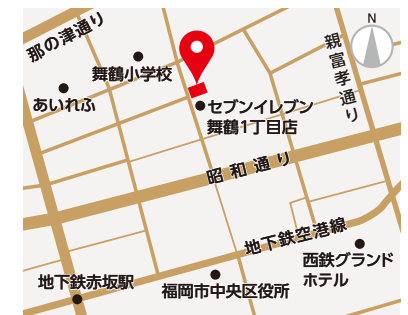 N
那の津通り
親富孝通り
舞鶴小学校
あいれふ
セブンイレブン
舞鶴1丁目店
昭和通り
地下鉄空港線
西鉄グランド
ホテル
地下鉄赤坂駅
福岡市中央区役所